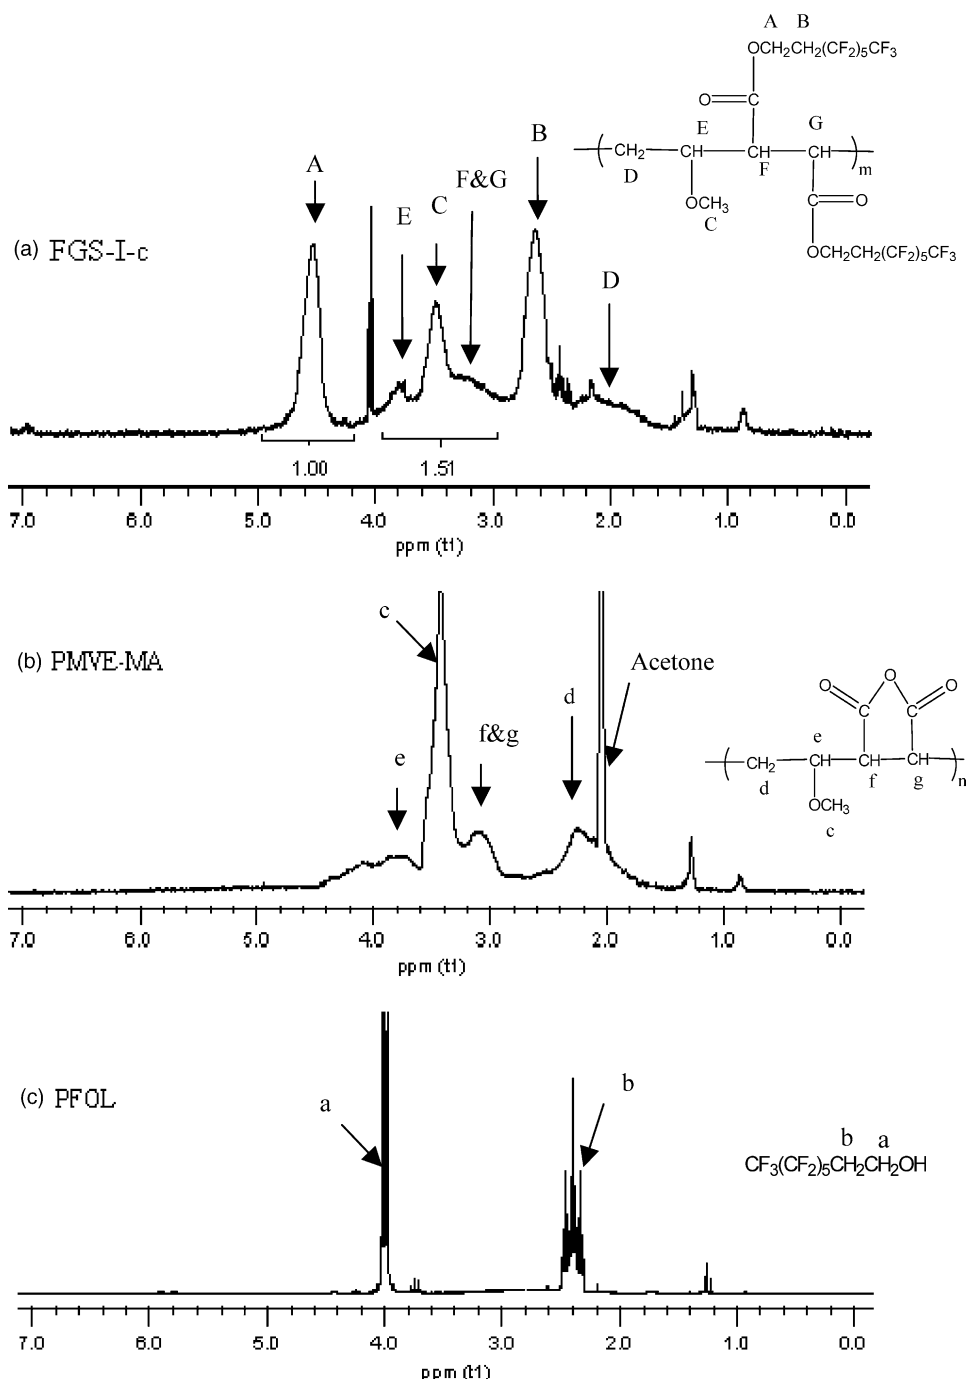 A B
OCH2CH2(CF2)5CF3
O C
E G
( CH2 CH CH CH )m
D F
OCH3 C O
C
OCH2CH2(CF2)5CF3
A E C F&G B D
(a) FGS-I-c
1.00 1.51
7.0 6.0 5.0 4.0 3.0 2.0 1.0 0.0
ppm (t1)
(b) PMVE-MA
c
e
f&g
d
Acetone
O
O O
C C
e
( CH2 CH CH CH )n
d f g
OCH3
c
7.0 6.0 5.0 4.0 3.0 2.0 1.0 0.0
ppm (t1)
(c) PFOL
a
b
b a
CF3(CF2)5CH2CH2OH
7.0 6.0 5.0 4.0 3.0 2.0 1.0 0.0
ppm (t1)